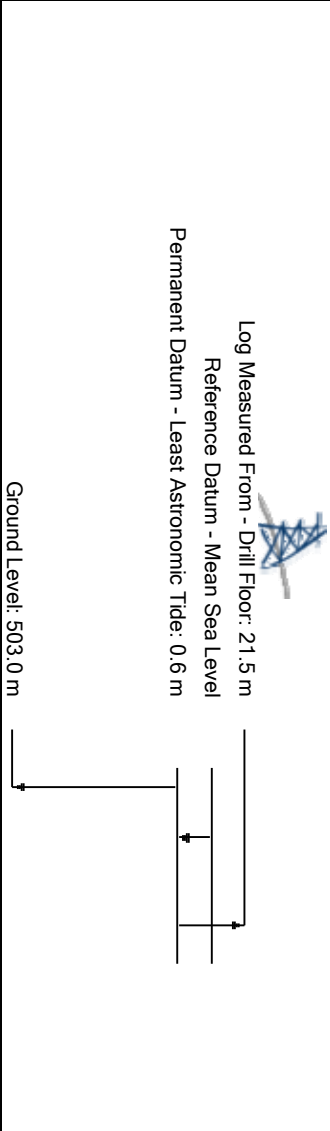 Log Measured From - Drill Floor: 21.5 m
Reference Datum - Mean Sea Level
Permanent Datum - Least Astronomic Tide: 0.6 m
Ground Level: 503.0 m